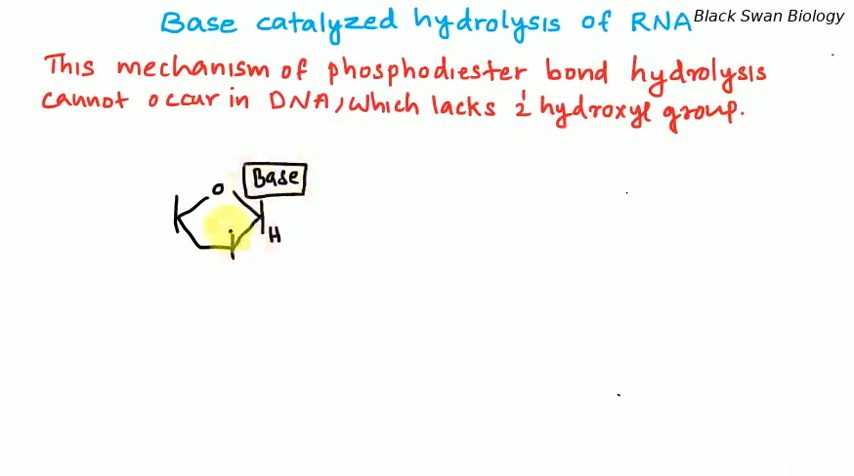 Base catalyzed hydrolysis of RNA
Black Swan Biology
This mechanism of phosphodiester bond hydrolysis
cannot occur in DNA, which lacks 2' hydroxyl group.
O
Base
H